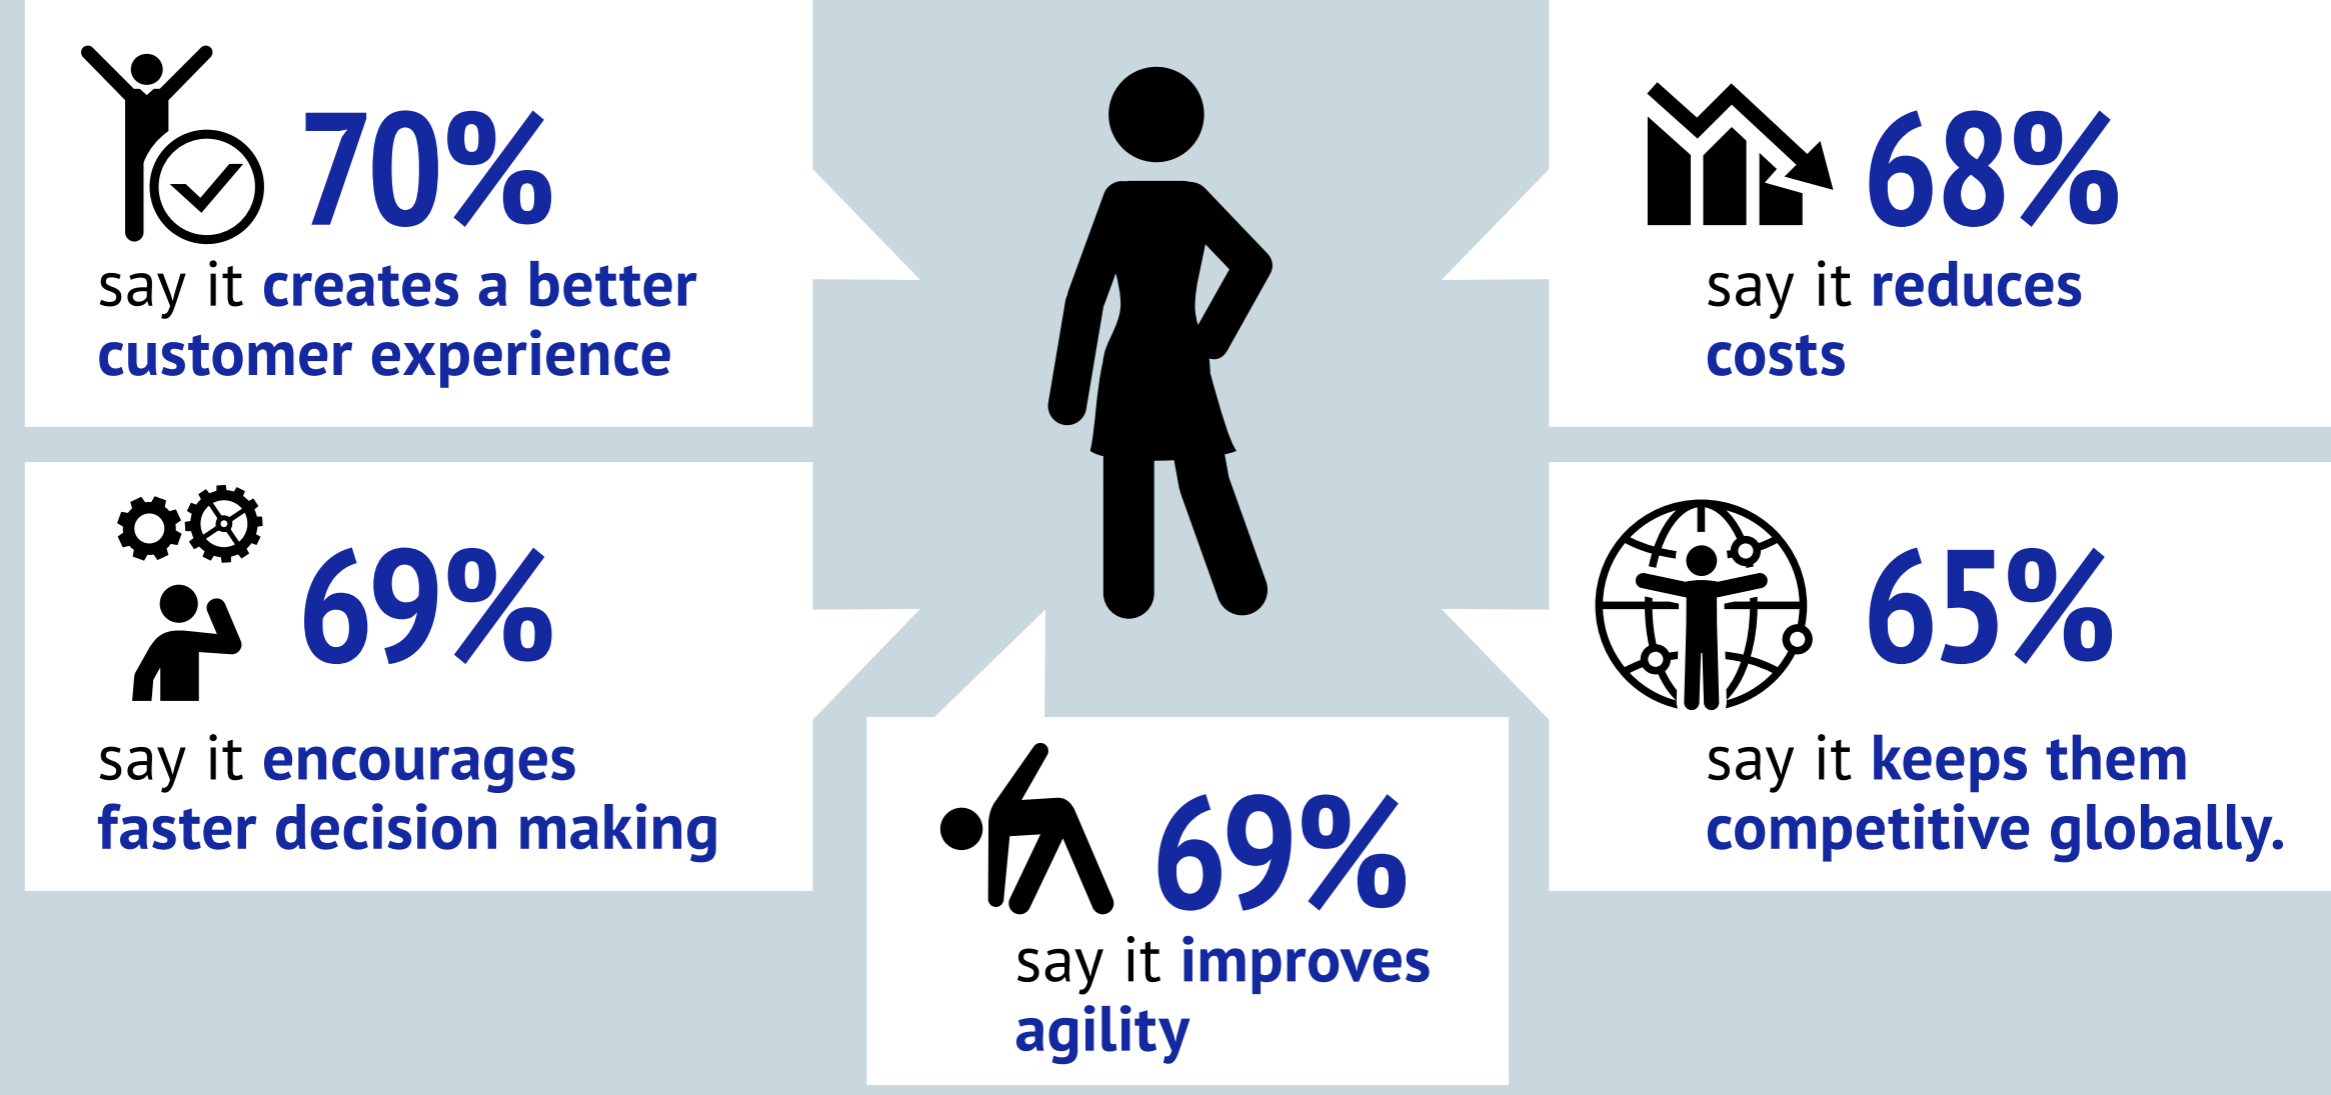 70%
say it creates a better
customer experience
68%
say it reduces
costs
69%
say it encourages
faster decision making
65%
say it keeps them
competitive globally.
69%
say it improves
agility